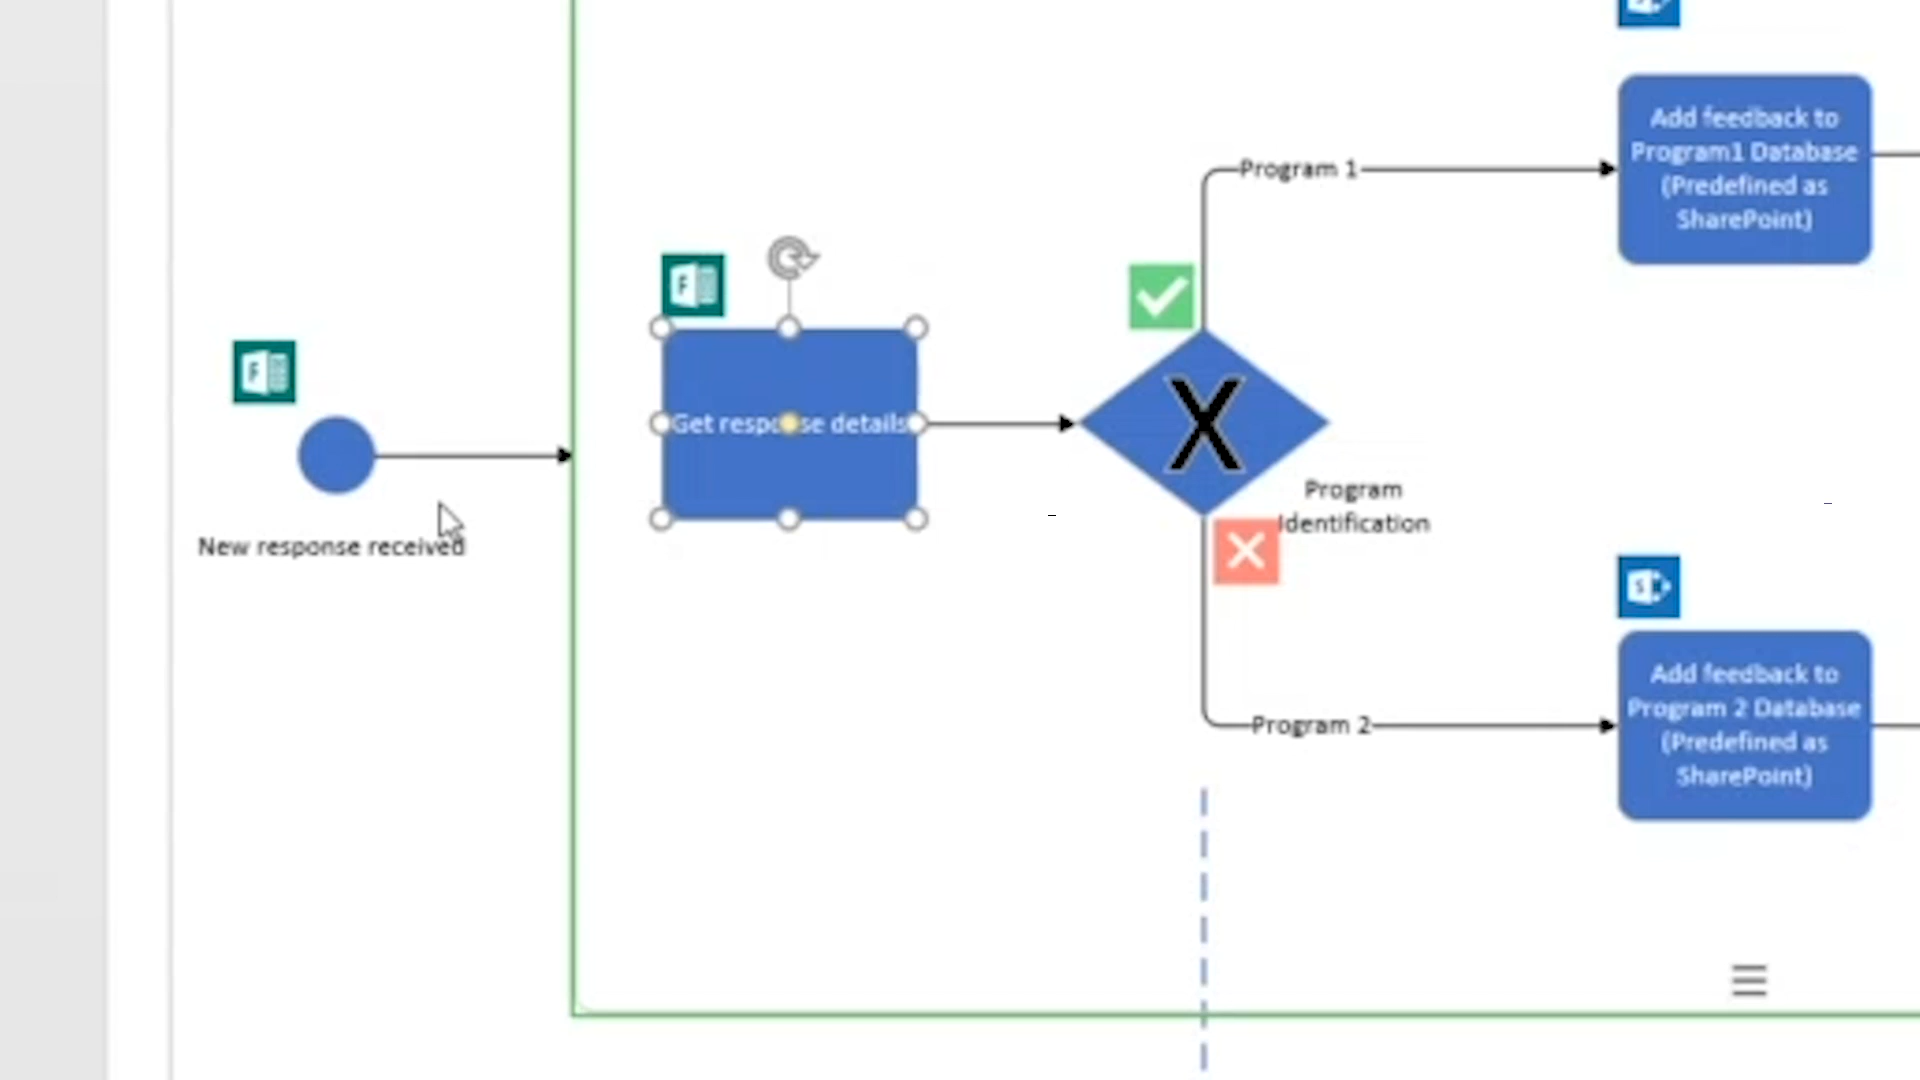 Add feedback to
Program1 Database
(Predefined as
SharePoint)
Program 1
F
F
Get response details
X
New response received
Program
Identification
S
Add feedback to
Program 2 Database
(Predefined as
SharePoint)
Program 2